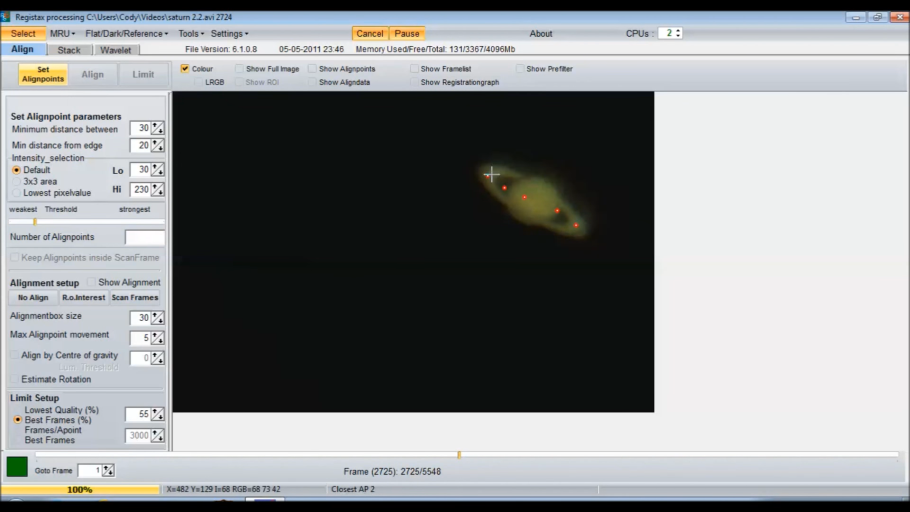 Registax processing C:\Users\Cody\Videos\saturn 2.2.avi 2724
Select MRU Flat/Dark/Reference Tools Settings Cancel Pause About CPUs: 2
Align Stack Wavelet File Version: 6.1.0.8 05-05-2011 23:46 Memory Used/Free/Total: 131/3367/4096Mb
Set Alignpoints Align Limit
Colour Show Full Image Show Alignpoints Show Framelist Show Prefilter
LRGB Show ROI Show Aligndata Show Registrationgraph
Set Alignpoint parameters
Minimum distance between 30
Min distance from edge 20
Intensity_selection
Default Lo 30
3x3 area
Lowest pixelvalue Hi 230
weakest Threshold strongest
Number of Alignpoints
Keep Alignpoints inside ScanFrame
Alignment setup Show Alignment
No Align R.o.Interest Scan Frames
Alignmentbox size 30
Max Alignpoint movement 5
Align by Centre of gravity 0
Estimate Rotation
Limit Setup
Lowest Quality (%)
Best Frames (%) 55
Frames/Apoint
Best Frames 3000
Goto Frame 1 Frame (2725): 2725/5548
100% X=482 Y=129 I=68 RGB=68 73 42 Closest AP 2